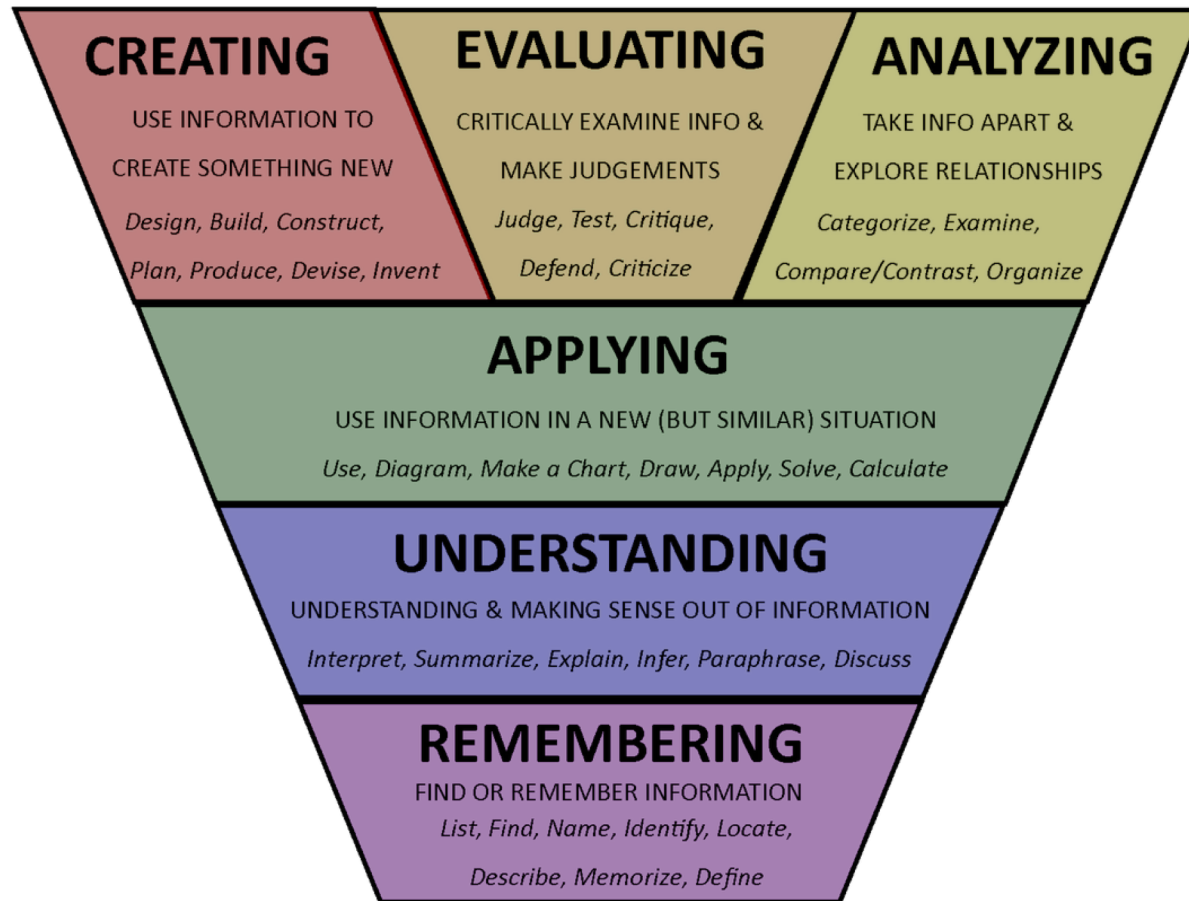 CREATING
USE INFORMATION TO
CREATE SOMETHING NEW
Design, Build, Construct,
Plan, Produce, Devise, Invent
EVALUATING
CRITICALLY EXAMINE INFO &
MAKE JUDGEMENTS
Judge, Test, Critique,
Defend, Criticize
ANALYZING
TAKE INFO APART &
EXPLORE RELATIONSHIPS
Categorize, Examine,
Compare/Contrast, Organize
APPLYING
USE INFORMATION IN A NEW (BUT SIMILAR) SITUATION
Use, Diagram, Make a Chart, Draw, Apply, Solve, Calculate
UNDERSTANDING
UNDERSTANDING & MAKING SENSE OUT OF INFORMATION
Interpret, Summarize, Explain, Infer, Paraphrase, Discuss
REMEMBERING
FIND OR REMEMBER INFORMATION
List, Find, Name, Identify, Locate,
Describe, Memorize, Define